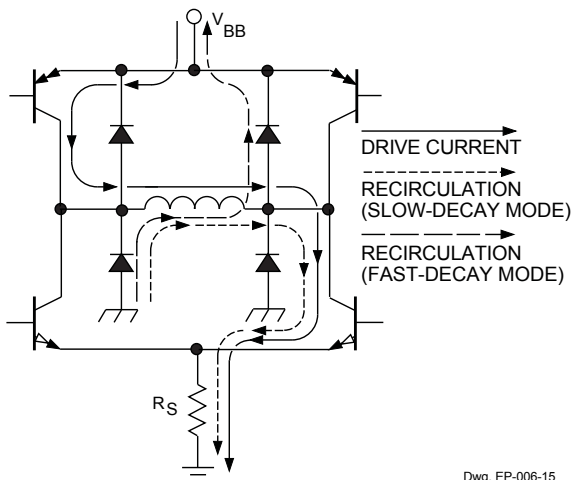 V
BB
DRIVE CURRENT
RECIRCULATION
(SLOW-DECAY MODE)
RECIRCULATION
(FAST-DECAY MODE)
R
S
Dwg. EP-006-15